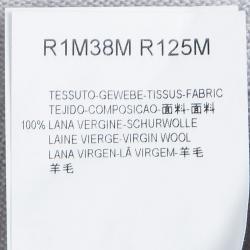 R1M38M R125M
TESSUTO-GEWEBE-TISSUS-FABRIC
TEJIDO-COMPOSICAO-面料-面料
100% LANA VERGINE-SCHURWOLLE
LAINE VIERGE-VIRGIN WOOL
LANA VIRGEN-LÃ VIRGEM-羊毛
羊毛